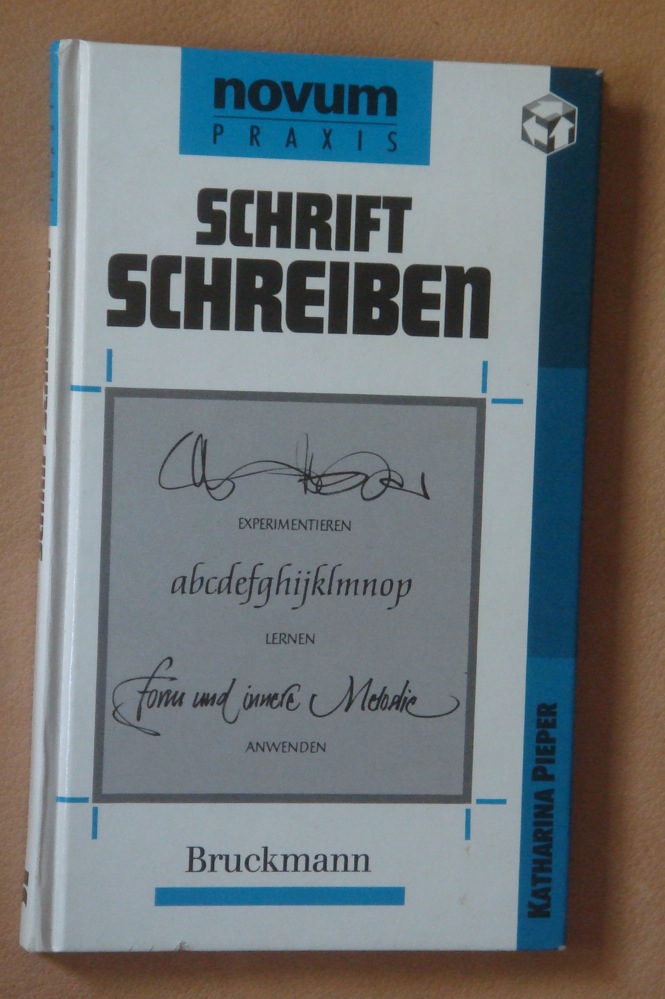 novum
PRAXIS
SCHRIFT
SCHREIBEN
EXPERIMENTIEREN
abcdefghijklmnop
LERNEN
Form und innere Melodie
ANWENDEN
Bruckmann
KATHARINA PIEPER